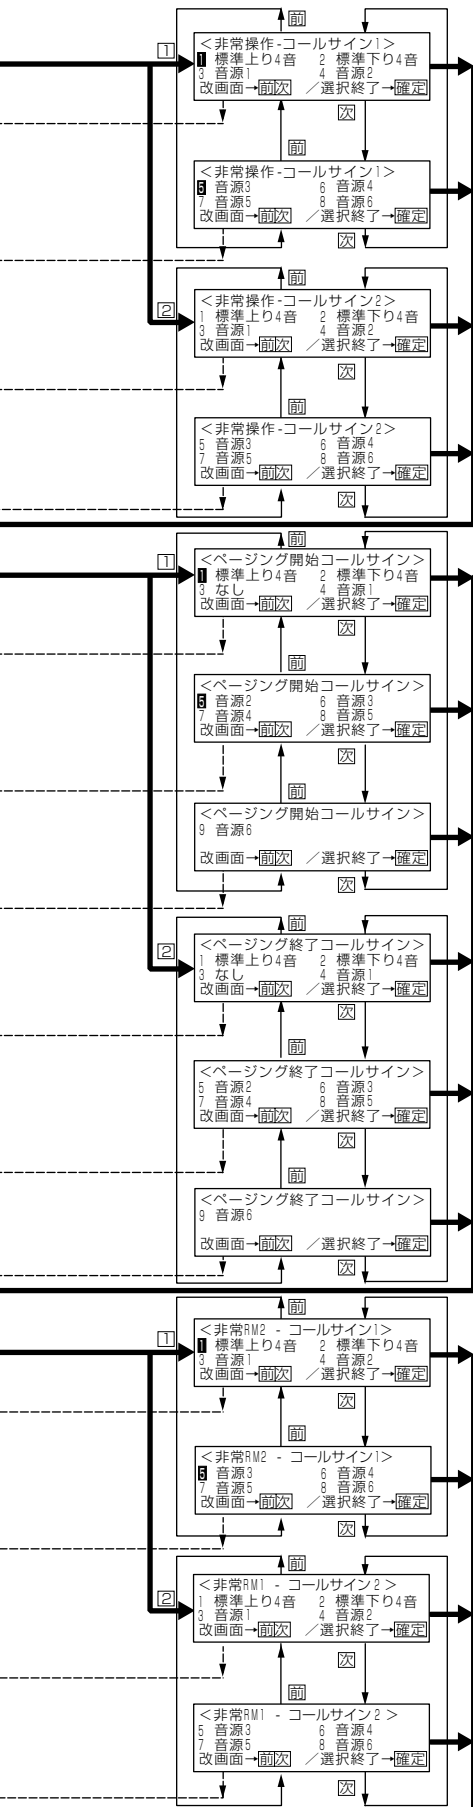 前
1
＜非常操作-コールサイン1＞
1 標準上り4音 2 標準下り4音
3 音源1 4 音源2
改画面→前次 ／選択終了→確定
次
前
＜非常操作-コールサイン1＞
5 音源3 6 音源4
7 音源5 8 音源6
改画面→前次 ／選択終了→確定
次
前
2
＜非常操作-コールサイン2＞
1 標準上り4音 2 標準下り4音
3 音源1 4 音源2
改画面→前次 ／選択終了→確定
次
前
＜非常操作-コールサイン2＞
5 音源3 6 音源4
7 音源5 8 音源6
改画面→前次 ／選択終了→確定
次
前
1
＜ページング開始コールサイン＞
1 標準上り4音 2 標準下り4音
3 なし 4 音源1
改画面→前次 ／選択終了→確定
次
前
＜ページング開始コールサイン＞
5 音源2 6 音源3
7 音源4 8 音源5
改画面→前次 ／選択終了→確定
次
前
＜ページング開始コールサイン＞
9 音源6
改画面→前次 ／選択終了→確定
次
前
2
＜ページング終了コールサイン＞
1 標準上り4音 2 標準下り4音
3 なし 4 音源1
改画面→前次 ／選択終了→確定
次
前
＜ページング終了コールサイン＞
5 音源2 6 音源3
7 音源4 8 音源5
改画面→前次 ／選択終了→確定
次
前
＜ページング終了コールサイン＞
9 音源6
改画面→前次 ／選択終了→確定
次
前
1
＜非常RM2 - コールサイン1＞
1 標準上り4音 2 標準下り4音
3 音源1 4 音源2
改画面→前次 ／選択終了→確定
次
前
＜非常RM2 - コールサイン1＞
5 音源3 6 音源4
7 音源5 8 音源6
改画面→前次 ／選択終了→確定
次
前
2
＜非常RM1 - コールサイン2＞
1 標準上り4音 2 標準下り4音
3 音源1 4 音源2
改画面→前次 ／選択終了→確定
次
前
＜非常RM1 - コールサイン2＞
5 音源3 6 音源4
7 音源5 8 音源6
改画面→前次 ／選択終了→確定
次